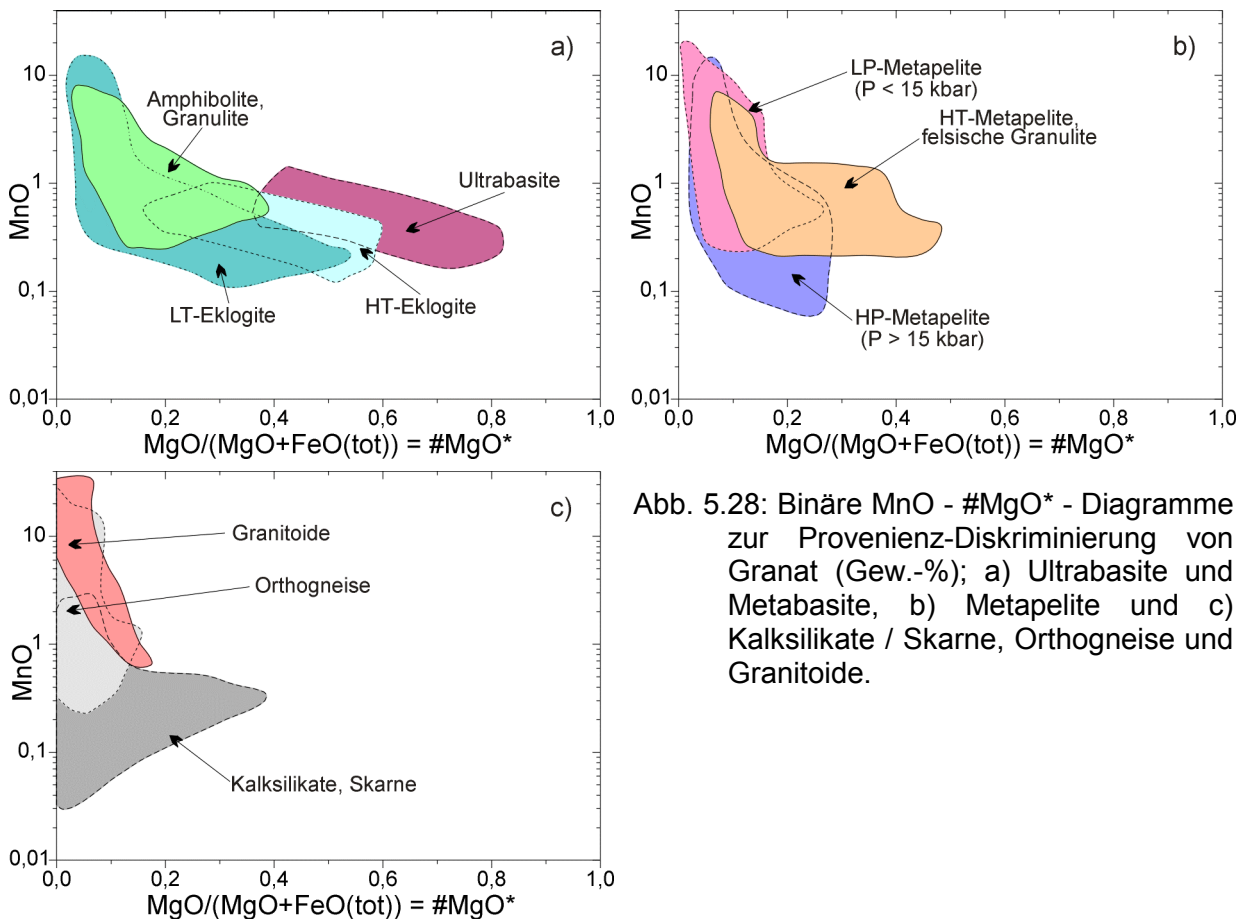 a)
10
1
0,1
0,01
MnO
Amphibolite,
Granulite
Ultrabasite
LT-Eklogite
HT-Eklogite
0,0 0,2 0,4 0,6 0,8 1,0
MgO/(MgO+FeO(tot)) = #MgO*
b)
10
1
0,1
0,01
MnO
LP-Metapelite
(P < 15 kbar)
HT-Metapelite,
felsische Granulite
HP-Metapelite
(P > 15 kbar)
0,0 0,2 0,4 0,6 0,8 1,0
MgO/(MgO+FeO(tot)) = #MgO*
c)
10
1
0,1
0,01
MnO
Granitoide
Orthogneise
Kalksilikate, Skarne
0,0 0,2 0,4 0,6 0,8 1,0
MgO/(MgO+FeO(tot)) = #MgO*
Abb. 5.28: Binäre MnO - #MgO* - Diagramme
zur Provenienz-Diskriminierung von
Granat (Gew.-%); a) Ultrabasite und
Metabasite, b) Metapelite und c)
Kalksilikate / Skarne, Orthogneise und
Granitoide.